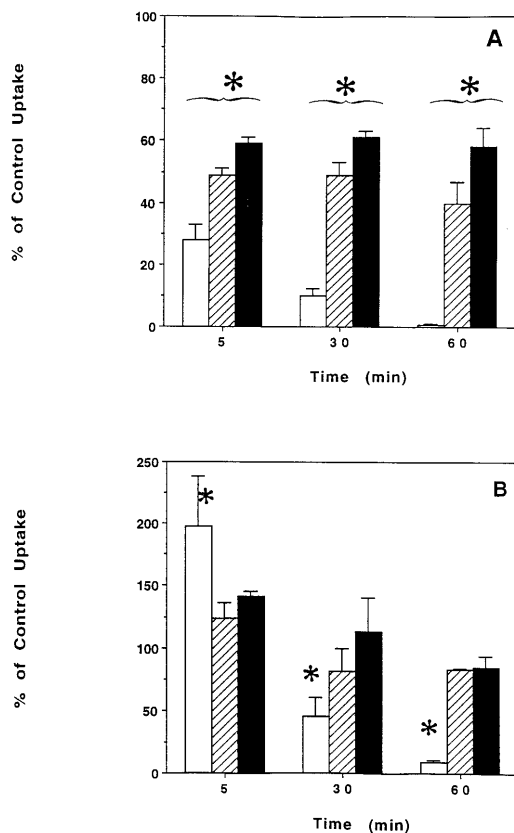 100
80
60
40
20
0
% of Control Uptake
A
* * *
5 30 60
Time (min)
250
200
150
100
50
0
% of Control Uptake
B
*
*
*
5 30 60
Time (min)